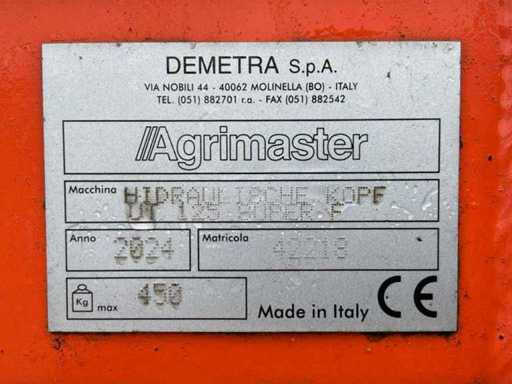 DEMETRA S.p.A.
VIA NOBILI 44 - 40062 MOLINELLA (BO) - ITALY
TEL. (051) 882701 r.a. - FAX (051) 882542
Agrimaster
Macchina HIDRAULISCHE KOPF
UT 125 SUPER F
Anno 2024 Matricola 42218
Kg max 450
Made in Italy CE